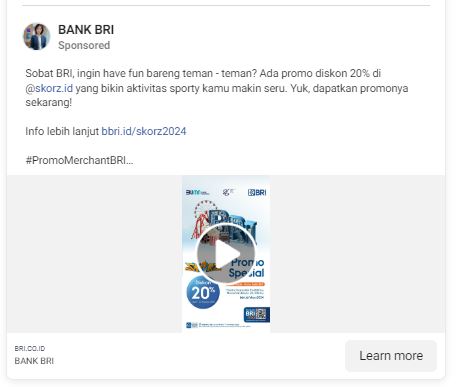 BANK BRI
Sponsored
Sobat BRI, ingin have fun bareng teman - teman? Ada promo diskon 20% di
@skorz.id yang bikin aktivitas sporty kamu makin seru. Yuk, dapatkan promonya
sekarang!
Info lebih lanjut bbri.id/skorz2024
#PromoMerchantBRI...
BUMN
BRI
Promo
Spesial
Diskon
20%
BRI.CO.ID
BANK BRI
Learn more